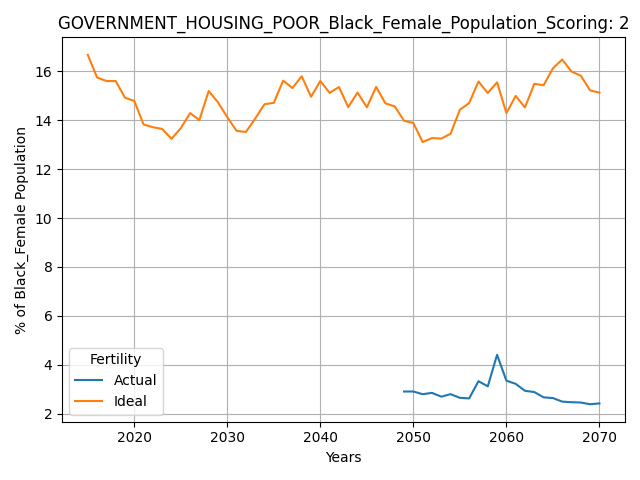 GOVERNMENT_HOUSING_POOR_Black_Female_Population_Scoring: 2
% of Black_Female Population
16
14
12
10
8
6
4
2
Fertility
Actual
Ideal
2020 2030 2040 2050 2060 2070
Years